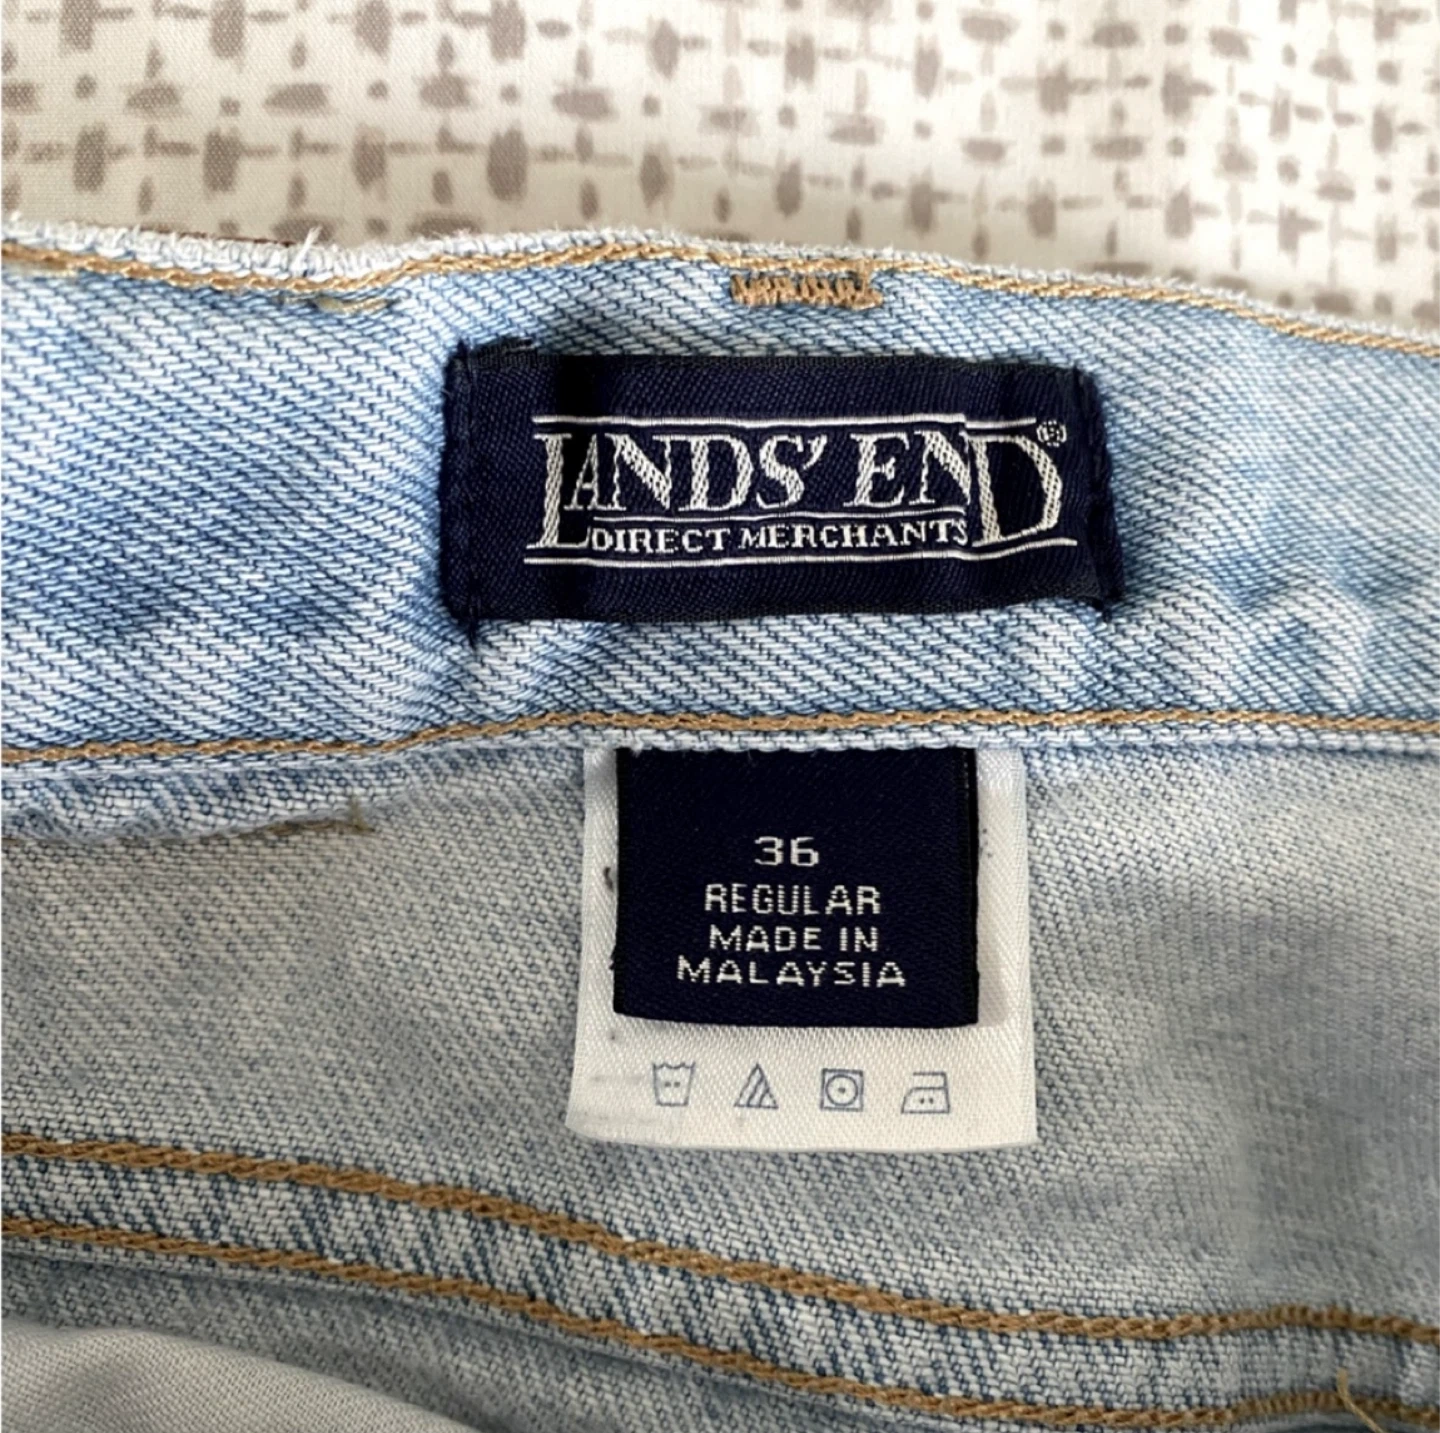 LANDS' END®
DIRECT MERCHANTS
36
REGULAR
MADE IN
MALAYSIA